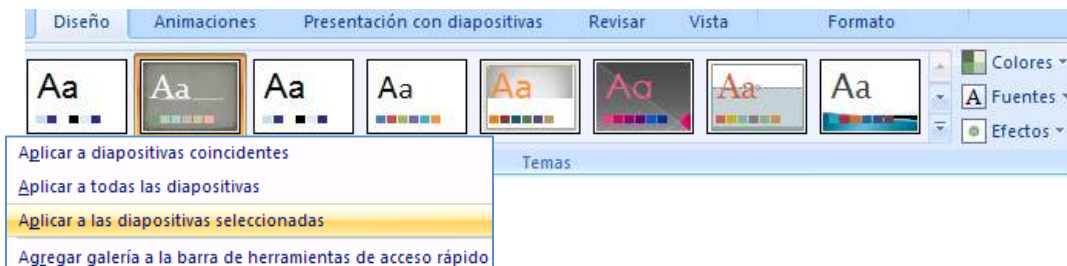 Diseño Animaciones Presentación con diapositivas Revisar Vista Formato
Aa Aa Aa Aa Aa Aa Aa Aa
Colores
A Fuentes
Efectos
Temas
Aplicar a diapositivas coincidentes
Aplicar a todas las diapositivas
Aplicar a las diapositivas seleccionadas
Agregar galería a la barra de herramientas de acceso rápido